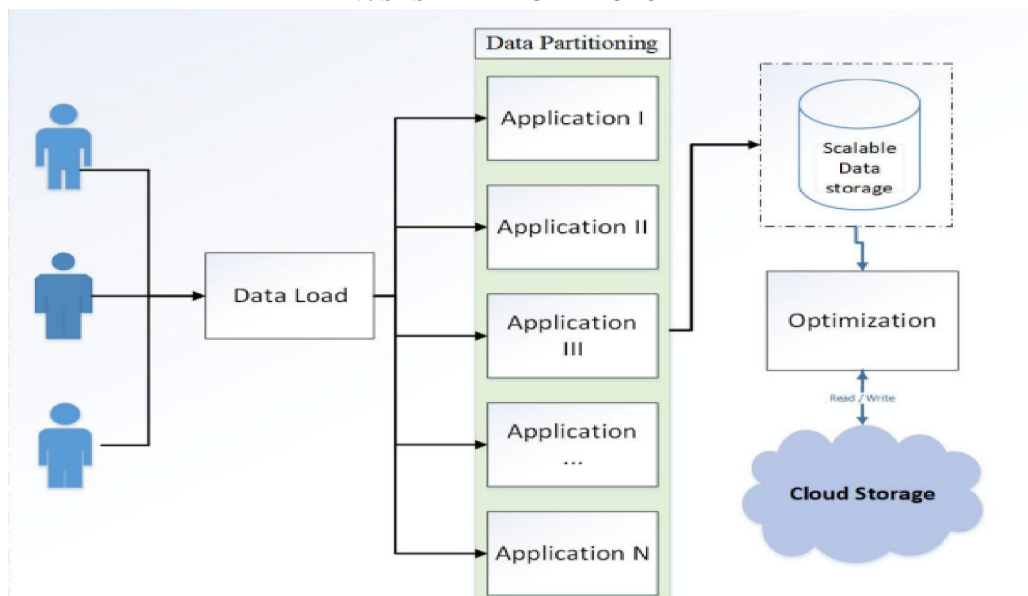 Data Partitioning
Application I
Application II
Application
III
Application
...
Application N
Data Load
Scalable
Data
storage
Optimization
Read / Write
Cloud Storage